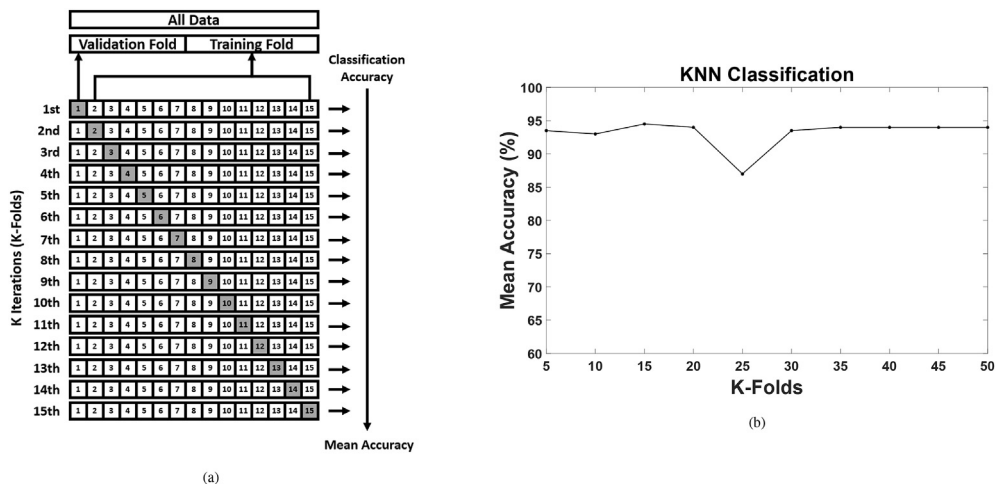 All Data
Validation Fold Training Fold
Classification
Accuracy
K Iterations (K-Folds)
1st 1 2 3 4 5 6 7 8 9 10 11 12 13 14 15
2nd 1 2 3 4 5 6 7 8 9 10 11 12 13 14 15
3rd 1 2 3 4 5 6 7 8 9 10 11 12 13 14 15
4th 1 2 3 4 5 6 7 8 9 10 11 12 13 14 15
5th 1 2 3 4 5 6 7 8 9 10 11 12 13 14 15
6th 1 2 3 4 5 6 7 8 9 10 11 12 13 14 15
7th 1 2 3 4 5 6 7 8 9 10 11 12 13 14 15
8th 1 2 3 4 5 6 7 8 9 10 11 12 13 14 15
9th 1 2 3 4 5 6 7 8 9 10 11 12 13 14 15
10th 1 2 3 4 5 6 7 8 9 10 11 12 13 14 15
11th 1 2 3 4 5 6 7 8 9 10 11 12 13 14 15
12th 1 2 3 4 5 6 7 8 9 10 11 12 13 14 15
13th 1 2 3 4 5 6 7 8 9 10 11 12 13 14 15
14th 1 2 3 4 5 6 7 8 9 10 11 12 13 14 15
15th 1 2 3 4 5 6 7 8 9 10 11 12 13 14 15
Mean Accuracy
(a)
KNN Classification
Mean Accuracy (%)
100
95
90
85
80
75
70
65
60
5 10 15 20 25 30 35 40 45 50
K-Folds
(b)